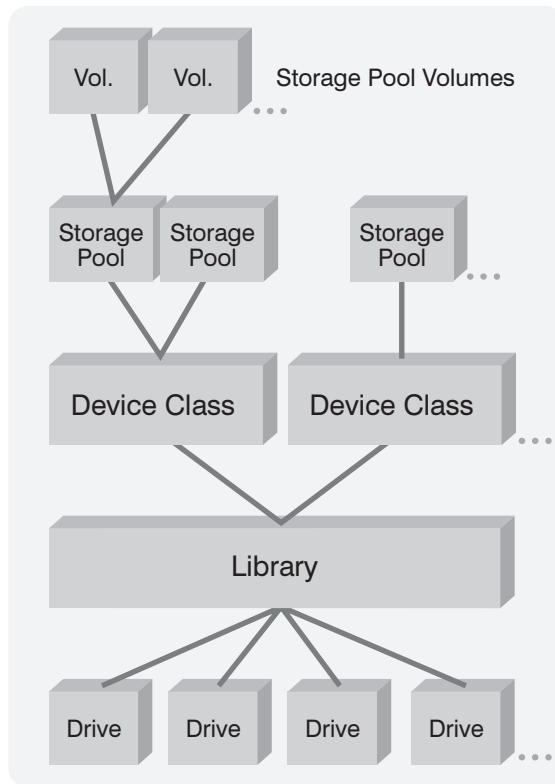 Vol. Vol. Storage Pool Volumes
Storage Pool Storage Pool Storage Pool
Device Class Device Class
Library
Drive Drive Drive Drive